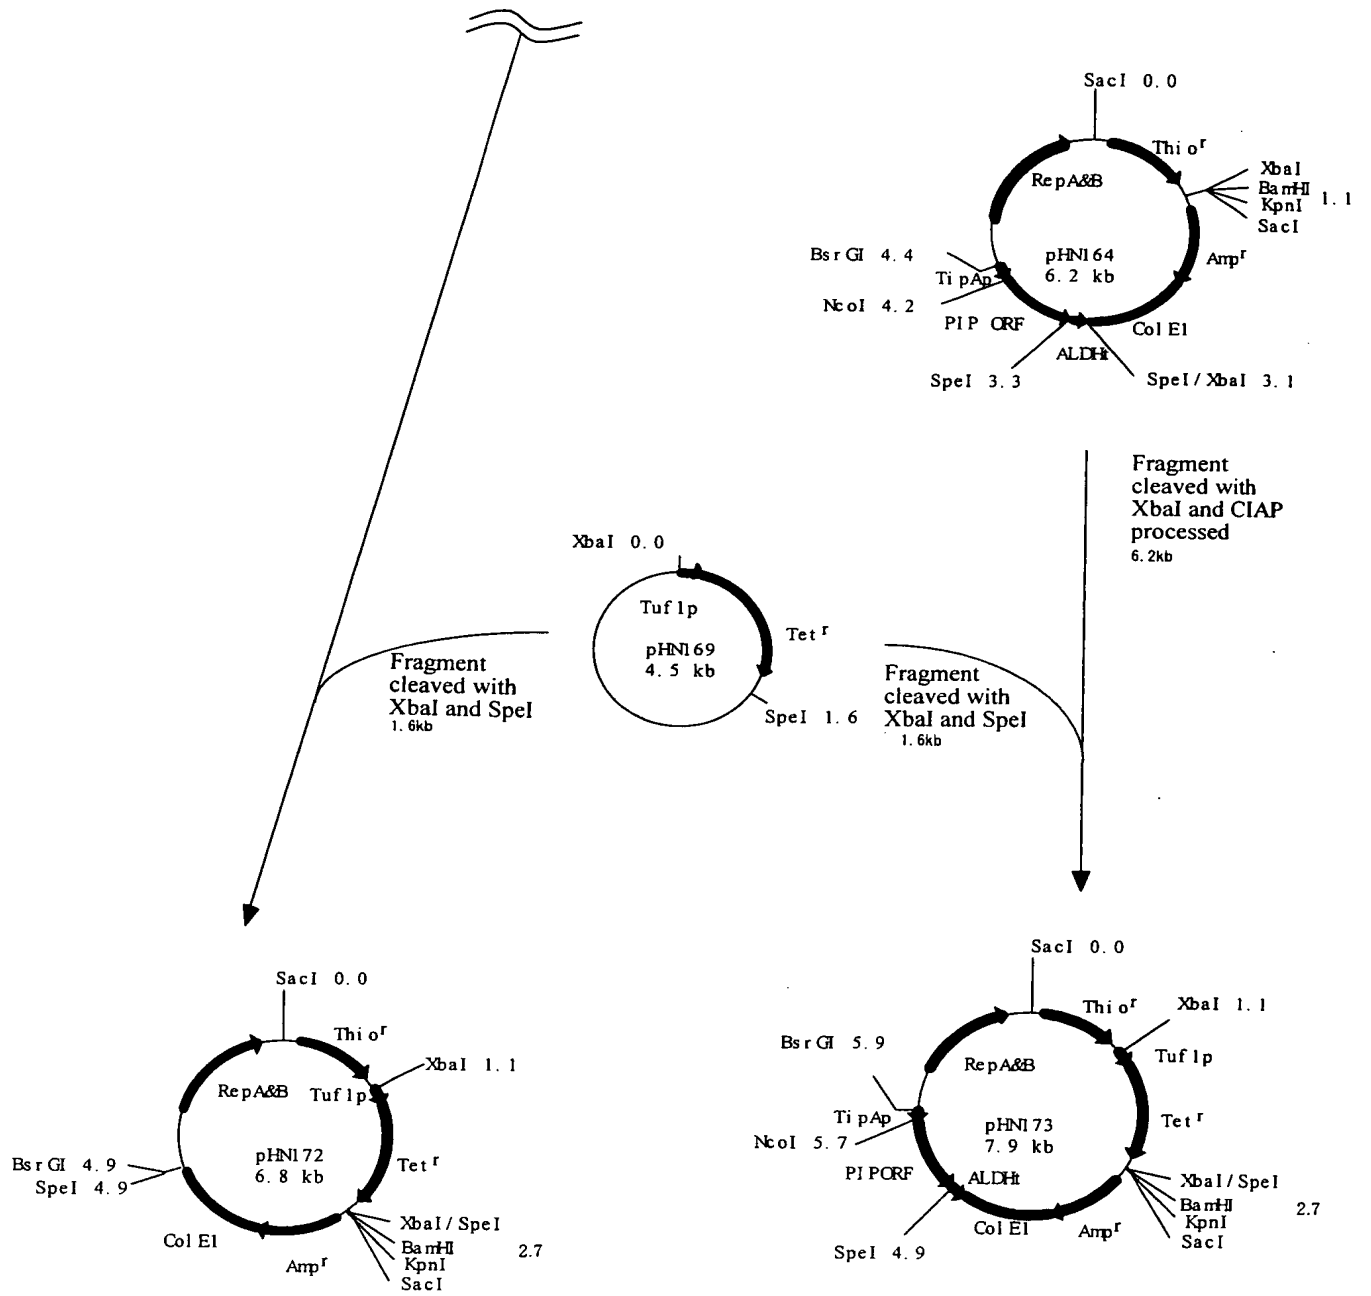 SacI 0.0
Thio r
RepA&B
XbaI
BamHI
KpnI
SacI
1.1
pHN164
6.2 kb
Amp r
BsrGI 4.4
TipAp
NcoI 4.2
PIP ORF
ColE1
ALDHt
SpeI 3.3
SpeI/XbaI 3.1
Fragment
cleaved with
XbaI and CIAP
processed
6.2kb
XbaI 0.0
Tuf1p
pHN169
4.5 kb
Tet r
SpeI 1.6
Fragment
cleaved with
XbaI and SpeI
1.6kb
Fragment
cleaved with
XbaI and SpeI
1.6kb
SacI 0.0
Thio r
XbaI 1.1
RepA&B
Tuf1p
pHN172
6.8 kb
Tet r
BsrGI 4.9
SpeI 4.9
ColE1
Amp r
XbaI/SpeI
BamHI
KpnI
SacI
2.7
SacI 0.0
Thio r
XbaI 1.1
BsrGI 5.9
RepA&B
Tuf1p
TipAp
NcoI 5.7
pHN173
7.9 kb
Tet r
PIPORF
ALDHt
ColE1
Amp r
SpeI 4.9
XbaI/SpeI
BamHI
KpnI
SacI
2.7